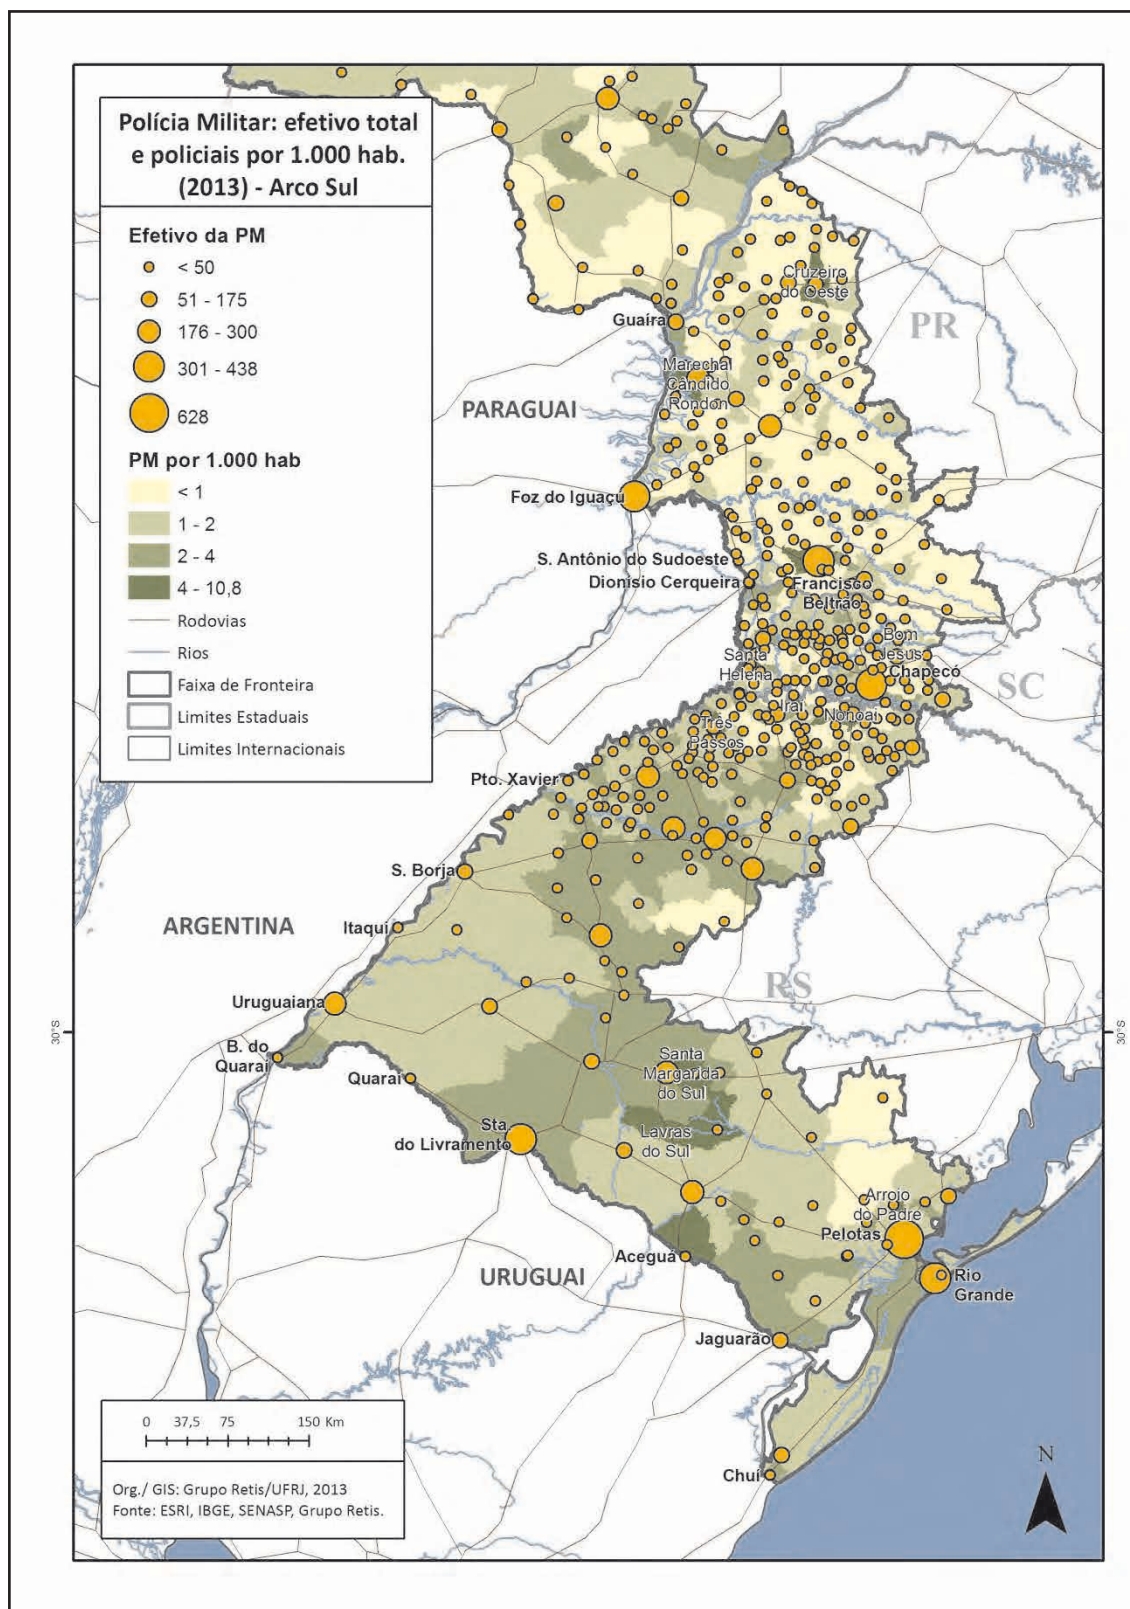 Polícia Militar: efetivo total
e policiais por 1.000 hab.
(2013) - Arco Sul
Efetivo da PM
< 50
51 - 175
176 - 300
301 - 438
628
PM por 1.000 hab
< 1
1 - 2
2 - 4
4 - 10,8
Rodovias
Rios
Faixa de Fronteira
Limites Estaduais
Limites Internacionais
Cruzeiro
do Oeste
PR
Guaíra
Marechal
Cândido
Rondon
PARAGUAI
Foz do Iguaçú
S. Antônio do Sudoeste
Dionísio Cerqueira
Francisco
Beltrão
Bom
Jesus
Santa
Helena
Chapecó
SC
Iraí
Nonoai
Três
Passos
Pto. Xavier
S. Borja
ARGENTINA
Itaqui
RS
Uruguaiana
30°S
30°S
B. do
Quarai
Quarai
Santa
Margarida
do Sul
Sta.
do Livramento
Lavras
do Sul
Arroio
do Padre
Pelotas
Aceguá
URUGUAI
Rio
Grande
Jaguarão
Chuí
0 37,5 75 150 Km
N
Org./ GIS: Grupo Retis/UFRJ, 2013
Fonte: ESRI, IBGE, SENASP, Grupo Retis.